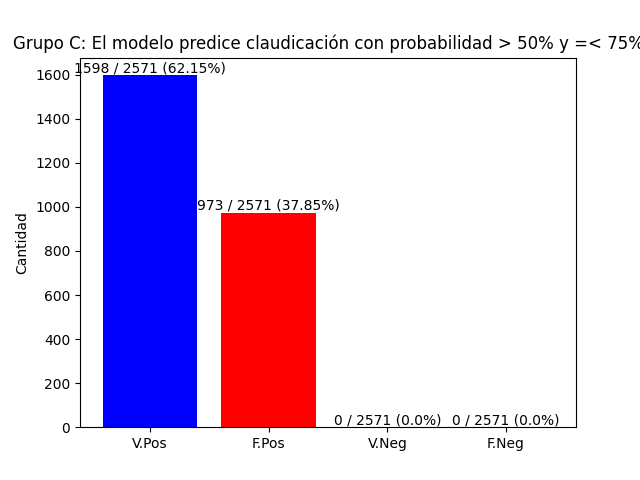 Grupo C: El modelo predice claudicación con probabilidad > 50% y =< 75%
1598 / 2571 (62.15%)
973 / 2571 (37.85%)
0 / 2571 (0.0%)
0 / 2571 (0.0%)
Cantidad
1600
1400
1200
1000
800
600
400
200
0
V.Pos
F.Pos
V.Neg
F.Neg